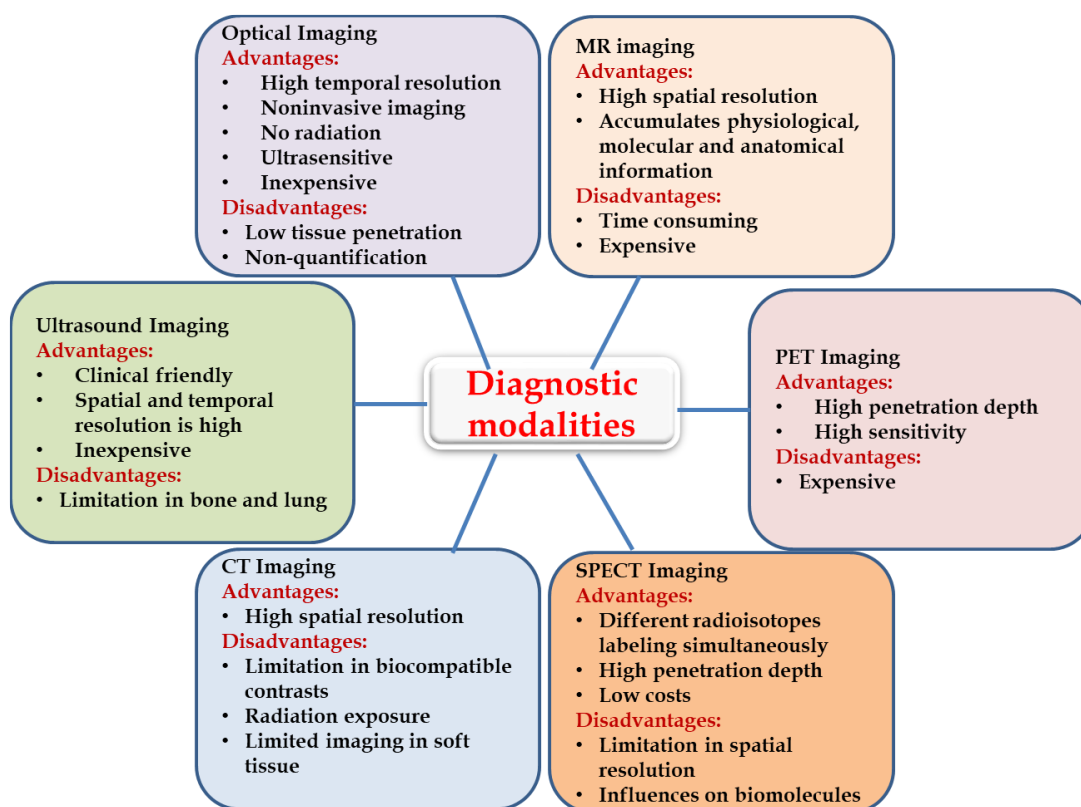 Optical Imaging
Advantages:
• High temporal resolution
• Noninvasive imaging
• No radiation
• Ultrasensitive
• Inexpensive
Disadvantages:
• Low tissue penetration
• Non-quantification
MR imaging
Advantages:
• High spatial resolution
• Accumulates physiological,
molecular and anatomical
information
Disadvantages:
• Time consuming
• Expensive
Ultrasound Imaging
Advantages:
• Clinical friendly
• Spatial and temporal
resolution is high
• Inexpensive
Disadvantages:
• Limitation in bone and lung
Diagnostic
modalities
PET Imaging
Advantages:
• High penetration depth
• High sensitivity
Disadvantages:
• Expensive
CT Imaging
Advantages:
• High spatial resolution
Disadvantages:
• Limitation in biocompatible
contrasts
• Radiation exposure
• Limited imaging in soft
tissue
SPECT Imaging
Advantages:
• Different radioisotopes
labeling simultaneously
• High penetration depth
• Low costs
Disadvantages:
• Limitation in spatial
resolution
• Influences on biomolecules